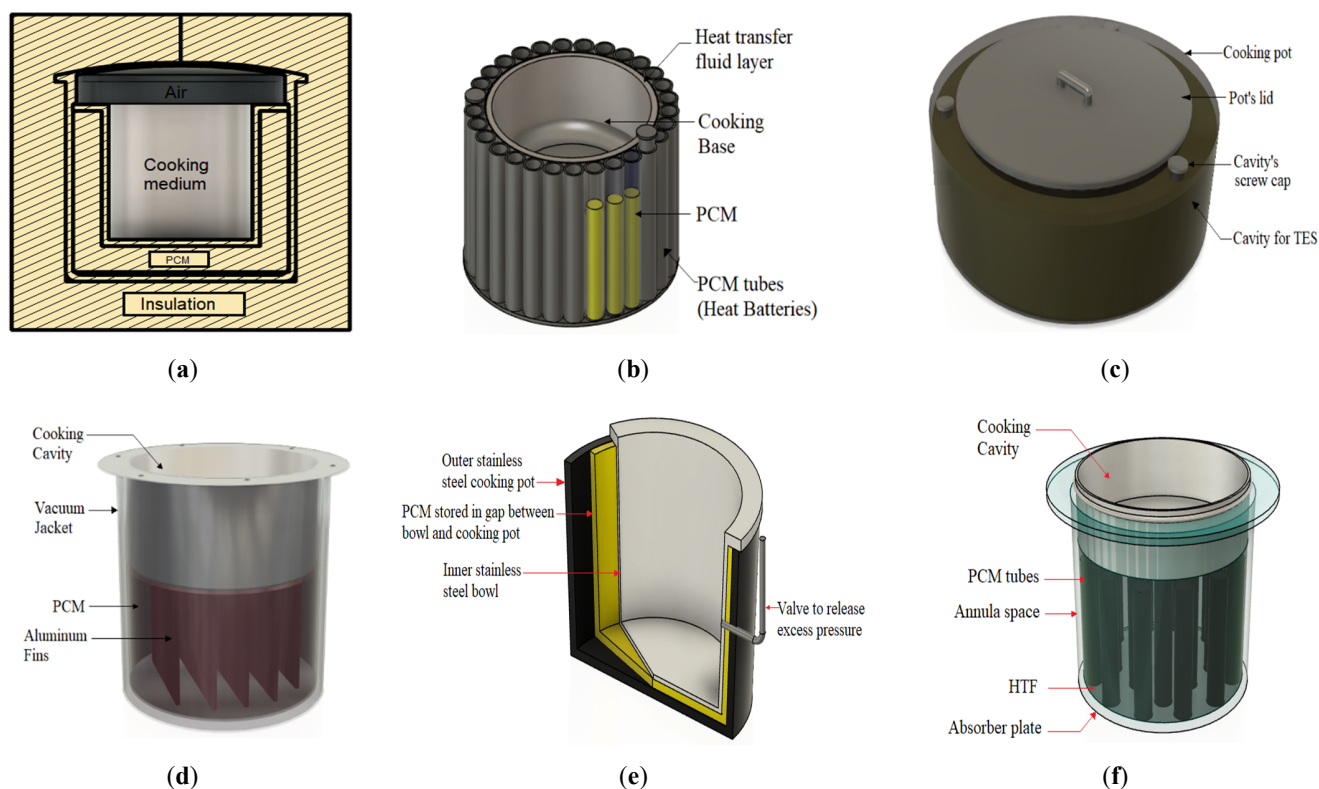 Air
Cooking
medium
PCM
Insulation
(a)
Heat transfer
fluid layer
Cooking
Base
PCM
PCM tubes
(Heat Batteries)
(b)
Cooking pot
Pot's lid
Cavity's
screw cap
Cavity for TES
(c)
Cooking
Cavity
Vacuum
Jacket
PCM
Aluminum
Fins
(d)
Outer stainless
steel cooking pot
PCM stored in gap between
bowl and cooking pot
Inner stainless
steel bowl
Valve to release
excess pressure
(e)
Cooking
Cavity
PCM tubes
Annula space
HTF
Absorber plate
(f)